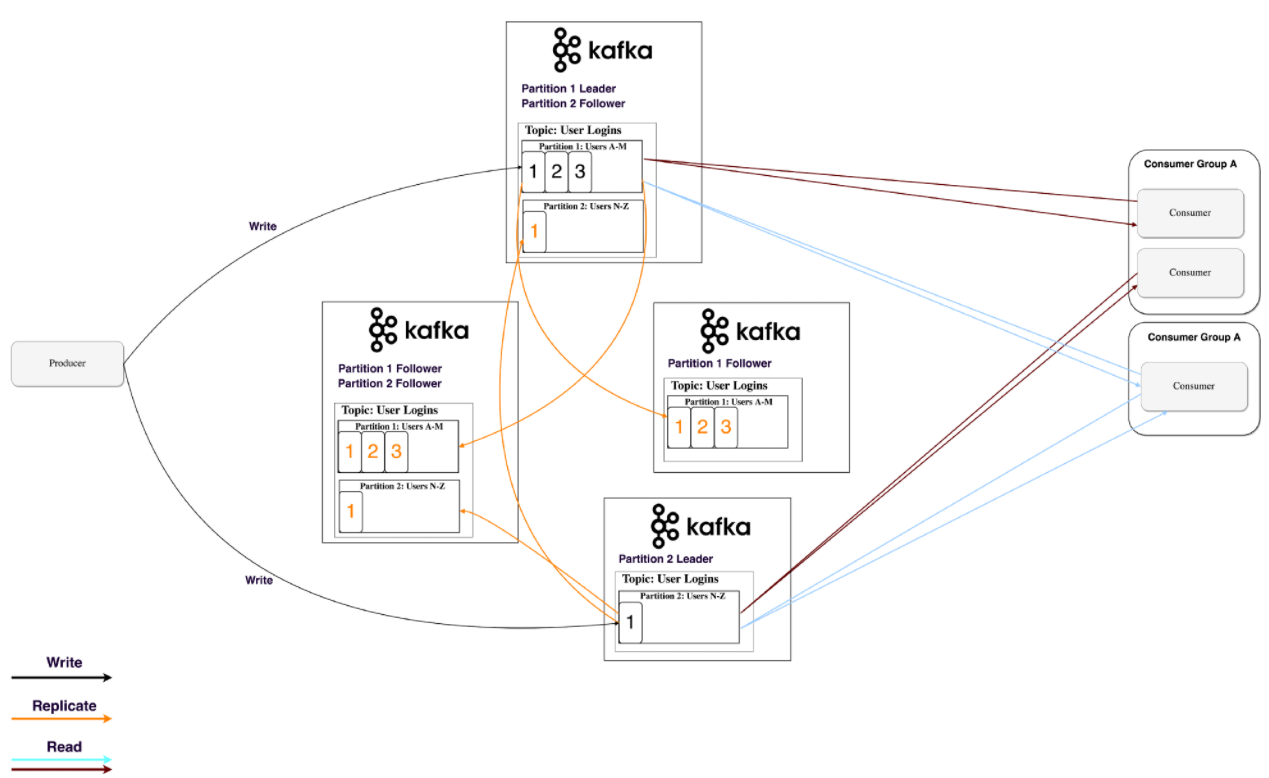 kafka
Partition 1 Leader
Partition 2 Follower
Topic: User Logins
Partition 1: Users A-M
1 2 3
Partition 2: Users N-Z
1
Write
Producer
Write
kafka
Partition 1 Follower
Partition 2 Follower
Topic: User Logins
Partition 1: Users A-M
1 2 3
Partition 2: Users N-Z
1
kafka
Partition 1 Follower
Topic: User Logins
Partition 1: Users A-M
1 2 3
kafka
Partition 2 Leader
Topic: User Logins
Partition 2: Users N-Z
1
Consumer Group A
Consumer
Consumer
Consumer Group A
Consumer
Write
Replicate
Read